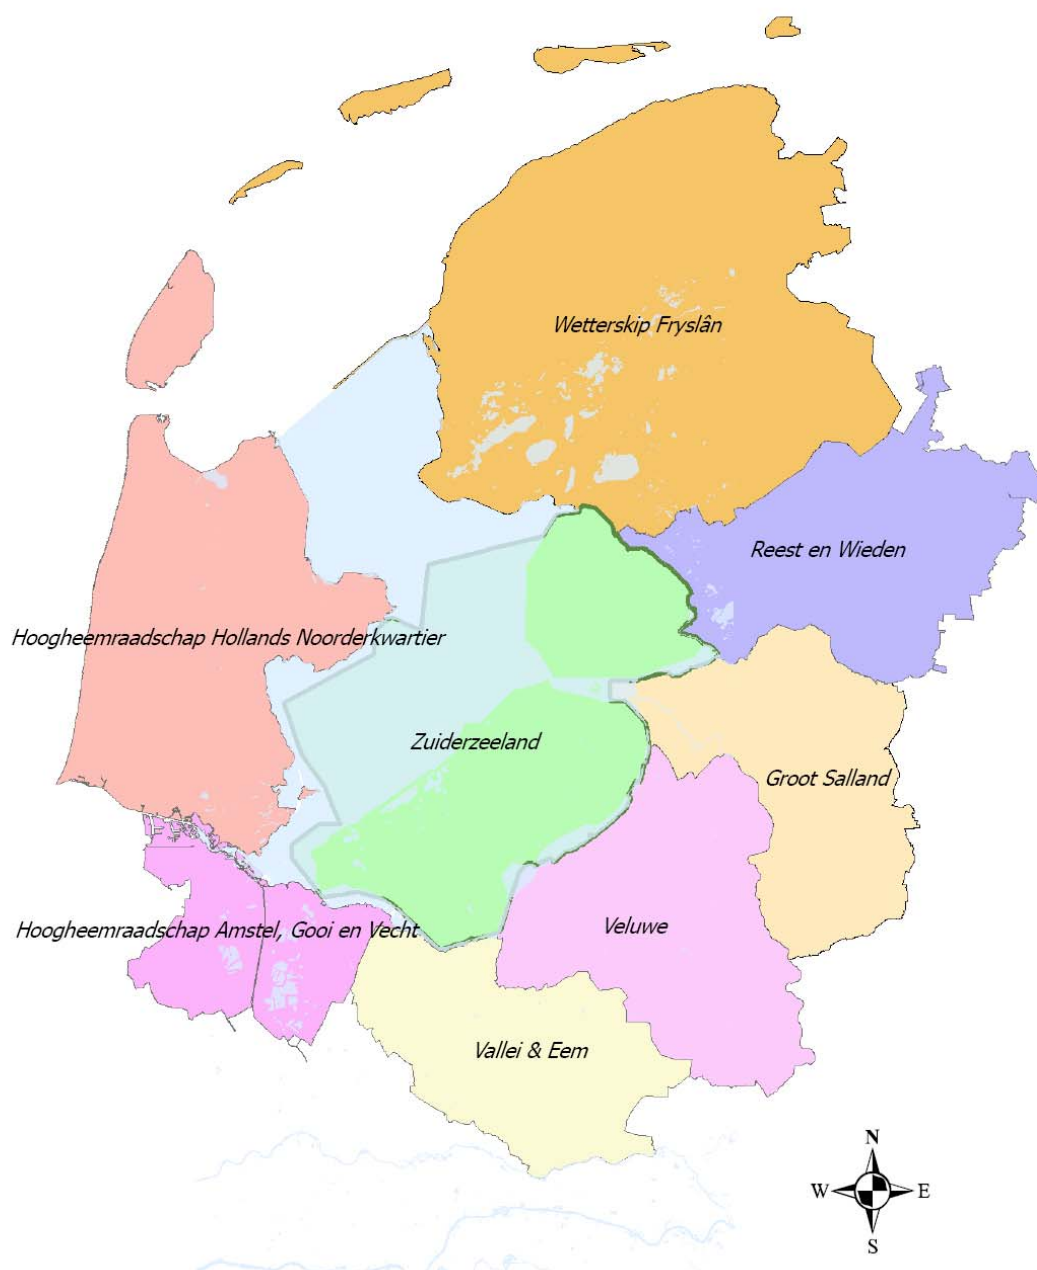 Wetterskip Fryslân
Reest en Wieden
Hoogheemraadschap Hollands Noorderkwartier
Zuiderzeeland
Groot Salland
Hoogheemraadschap Amstel, Gooi en Vecht
Veluwe
Vallei & Eem
N
W E
S